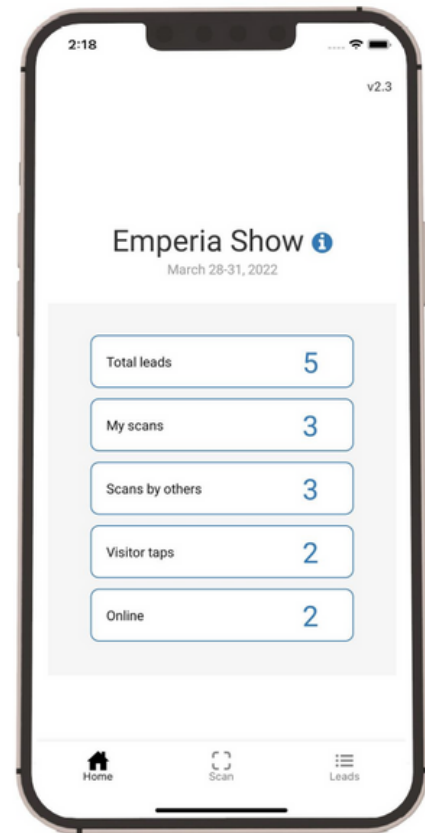 2:18
v2.3
Emperia Show
March 28-31, 2022
Total leads 5
My scans 3
Scans by others 3
Visitor taps 2
Online 2
Home Scan Leads